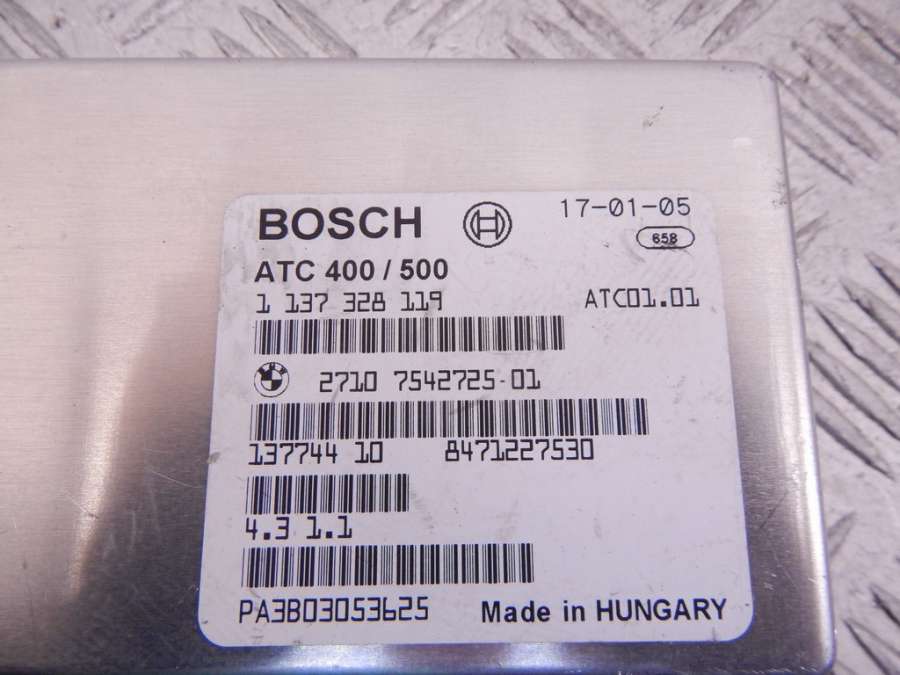 BOSCH 17-01-05
658
ATC 400 / 500
1 137 328 119 ATC01.01
2710 7542725-01
137744 10 8471227530
4.3 1.1
PA3B03053625 Made in HUNGARY